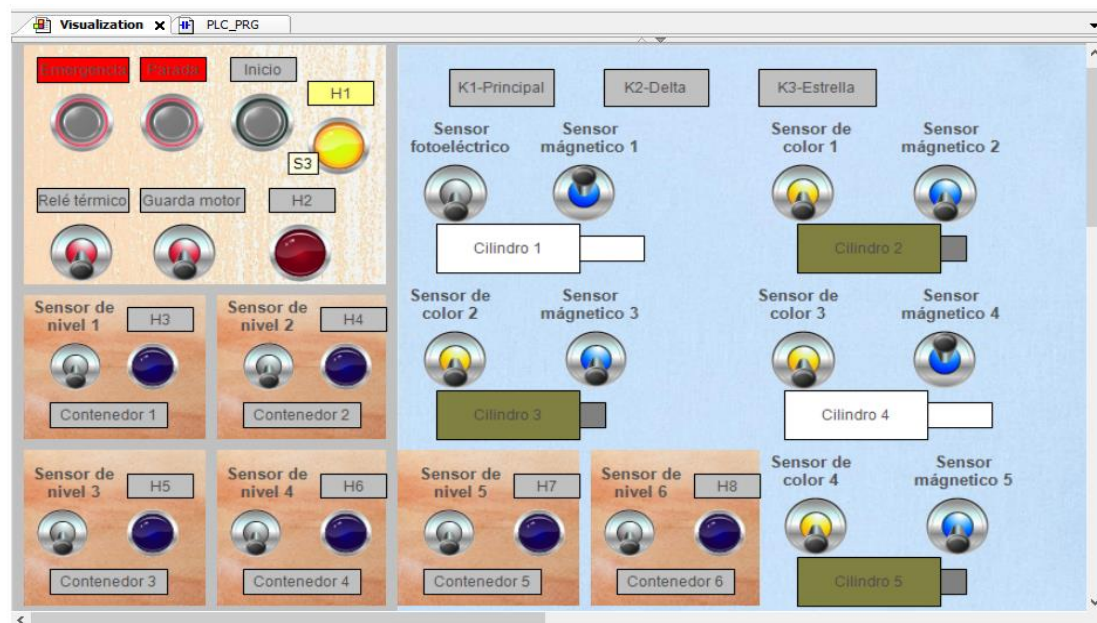 Visualization
PLC_PRG
Emergencia
Parada
Inicio
H1
S3
Relé térmico
Guarda motor
H2
K1-Principal
K2-Delta
K3-Estrella
Sensor
fotoeléctrico
Sensor
mágnetico 1
Sensor de
color 1
Sensor
mágnetico 2
Cilindro 1
Cilindro 2
Sensor de
nivel 1
H3
Contenedor 1
Sensor de
nivel 2
H4
Contenedor 2
Sensor de
color 2
Sensor
mágnetico 3
Sensor de
color 3
Sensor
mágnetico 4
Cilindro 3
Cilindro 4
Sensor de
nivel 3
H5
Contenedor 3
Sensor de
nivel 4
H6
Contenedor 4
Sensor de
nivel 5
H7
Contenedor 5
Sensor de
nivel 6
H8
Contenedor 6
Sensor de
color 4
Sensor
mágnetico 5
Cilindro 5